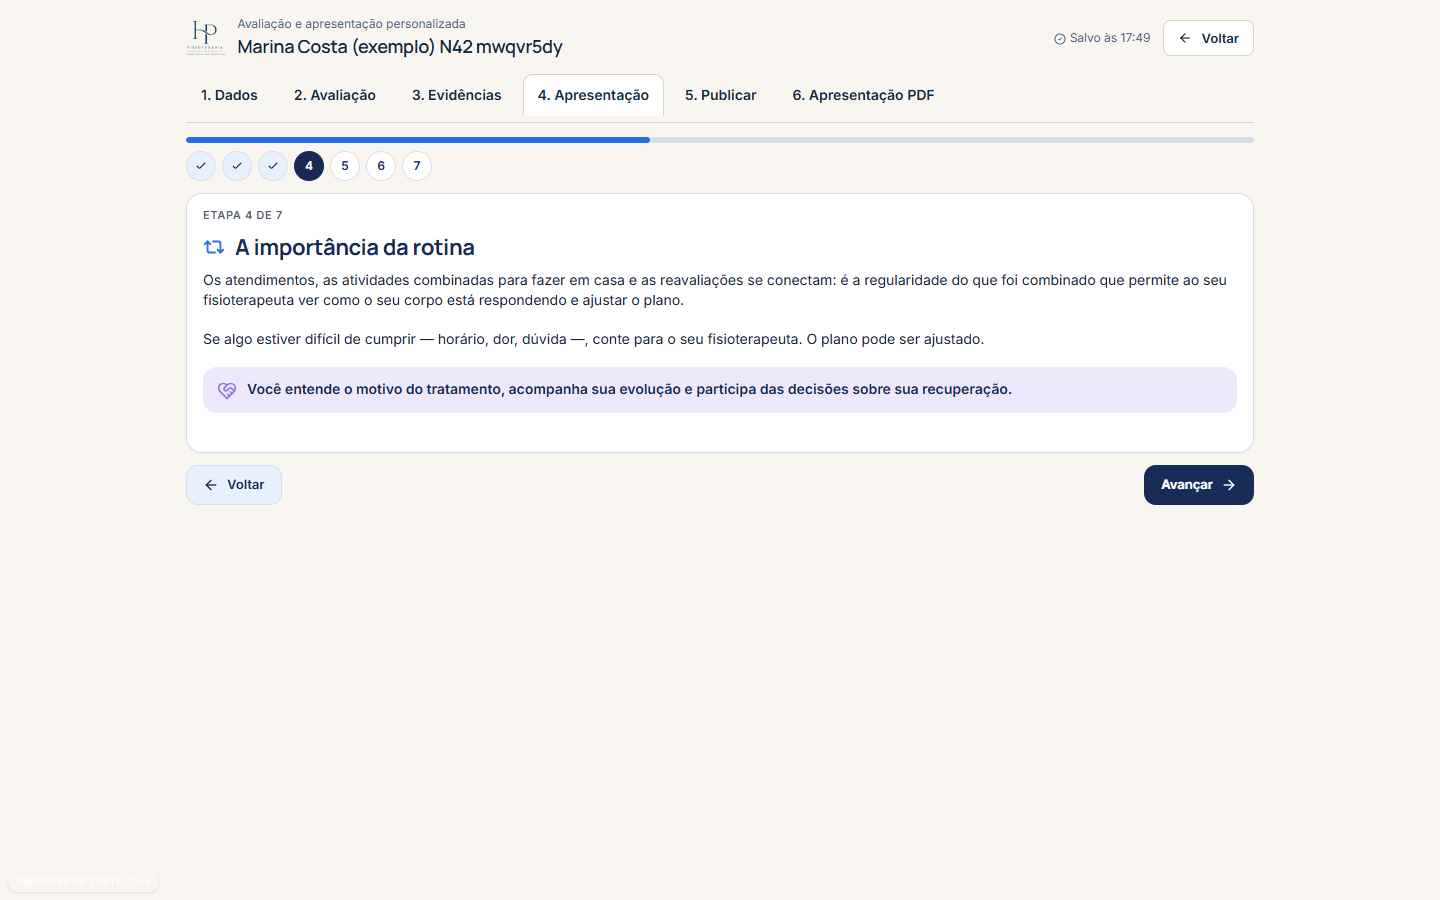 HP
FISIOTERAPIA
Avaliação e apresentação personalizada
Marina Costa (exemplo) N42 mwqvr5dy
Salvo às 17:49
Voltar
1. Dados
2. Avaliação
3. Evidências
4. Apresentação
5. Publicar
6. Apresentação PDF
4
5
6
7
ETAPA 4 DE 7
A importância da rotina
Os atendimentos, as atividades combinadas para fazer em casa e as reavaliações se conectam: é a regularidade do que foi combinado que permite ao seu
fisioterapeuta ver como o seu corpo está respondendo e ajustar o plano.
Se algo estiver difícil de cumprir — horário, dor, dúvida —, conte para o seu fisioterapeuta. O plano pode ser ajustado.
Você entende o motivo do tratamento, acompanha sua evolução e participa das decisões sobre sua recuperação.
Voltar
Avançar
AMBIENTE DE TESTE